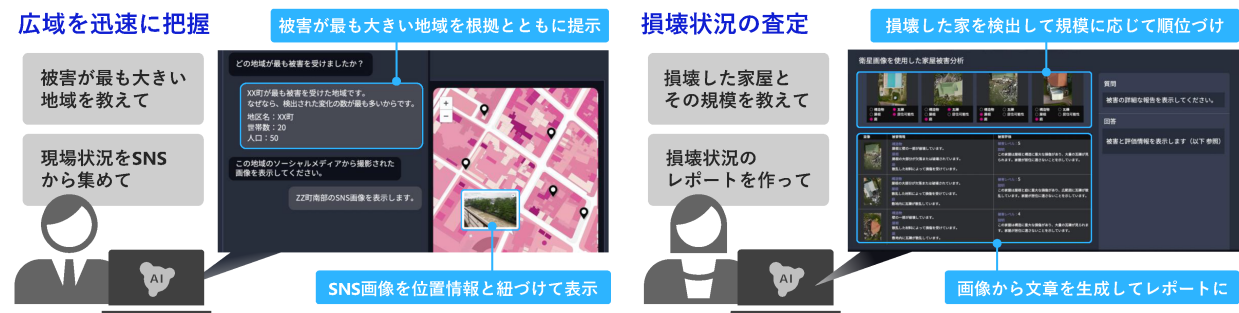 広域を迅速に把握
被害が最も大きい地域を根拠とともに提示
被害が最も大きい
地域を教えて
現場状況をSNS
から集めて
どの地域が最も被害を受けましたか？
XX町が最も被害を受けた地域です。
なぜなら、検出された変化の数が最も多いからです。
地区名：XX町
世帯数：20
人口：50
この地域のソーシャルメディアから撮影された
画像を表示してください。
ZZ町南部のSNS画像を表示します。
+
−
AI
SNS画像を位置情報と紐づけて表示
損壊状況の査定
損壊した家を検出して規模に応じて順位づけ
損壊した家屋と
その規模を教えて
損壊状況の
レポートを作って
衛星画像を使用した家屋被害分析
質問
被害の詳細な報告を表示してください。
回答
被害と評価情報を表示します（以下 参照）
画像
被害情報
被害評価
AI
画像から文章を生成してレポートに